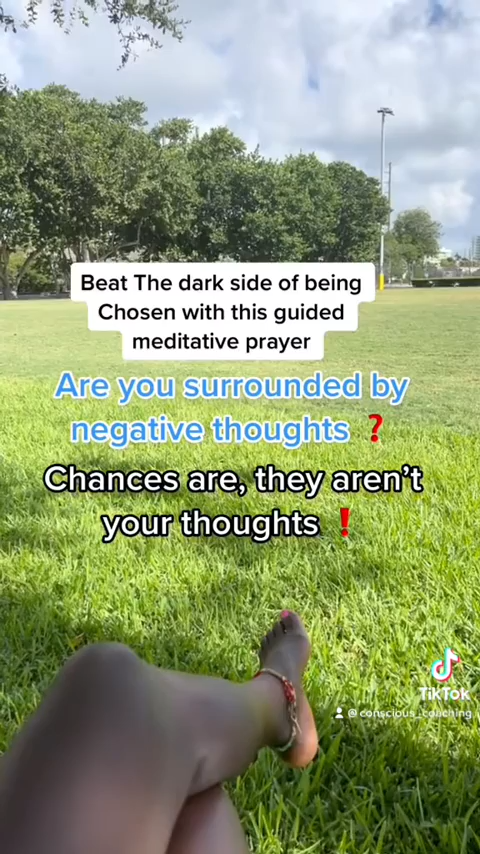 Beat The dark side of being
Chosen with this guided
meditative prayer
Are you surrounded by
negative thoughts ❓
Chances are, they aren't
your thoughts ❗
TikTok
@conscious_coaching